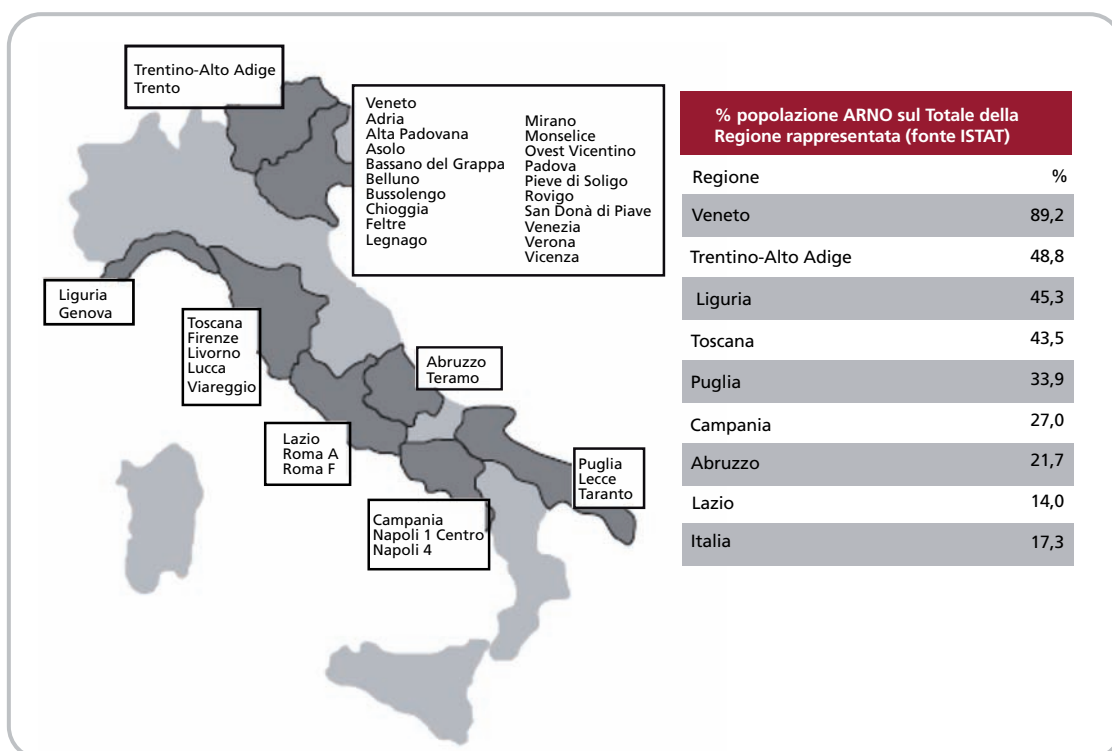 Trentino-Alto Adige
Trento
Veneto
Adria
Alta Padovana
Asolo
Bassano del Grappa
Belluno
Bussolengo
Chioggia
Feltre
Legnago
Mirano
Monselice
Ovest Vicentino
Padova
Pieve di Soligo
Rovigo
San Donà di Piave
Venezia
Verona
Vicenza
Liguria
Genova
Toscana
Firenze
Livorno
Lucca
Viareggio
Abruzzo
Teramo
Lazio
Roma A
Roma F
Puglia
Lecce
Taranto
Campania
Napoli 1 Centro
Napoli 4
% popolazione ARNO sul Totale della
Regione rappresentata (fonte ISTAT)
Regione %
Veneto 89,2
Trentino-Alto Adige 48,8
Liguria 45,3
Toscana 43,5
Puglia 33,9
Campania 27,0
Abruzzo 21,7
Lazio 14,0
Italia 17,3